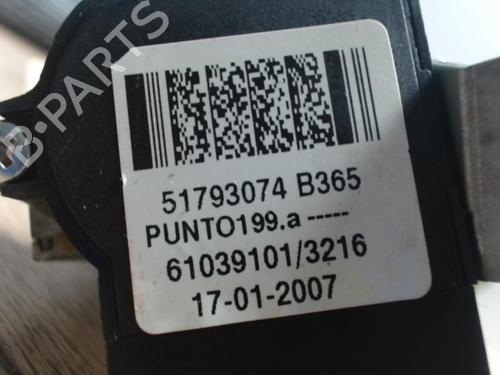 B-PARTS
51793074 B365
PUNTO199.a -----
61039101/3216
17-01-2007